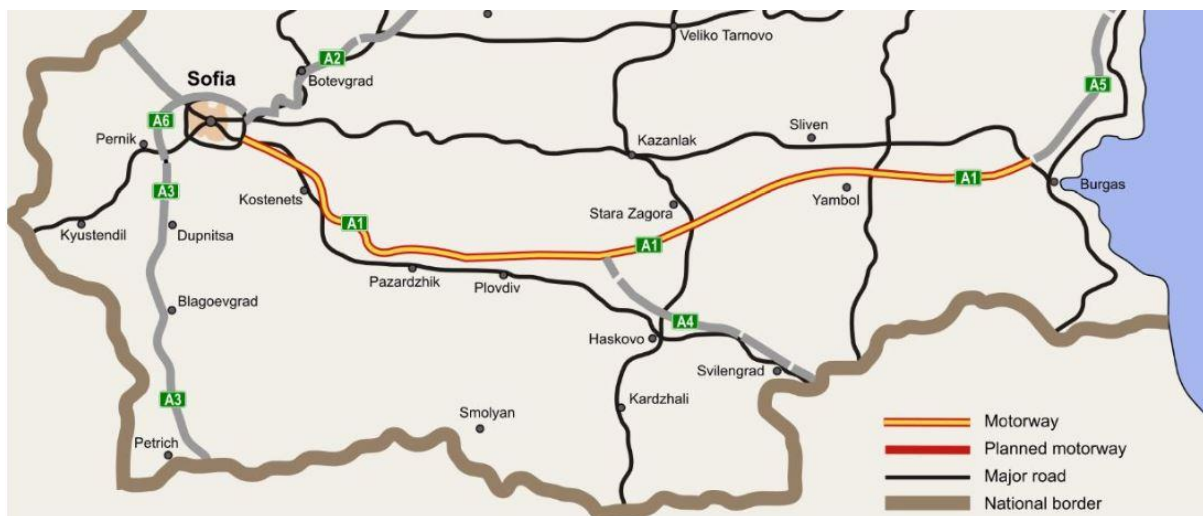 Veliko Tarnovo
A2
Botevgrad
Sofia
A5
A6
Pernik
Sliven
Kazanlak
A3
Kostenets
A1
Burgas
Yambol
Stara Zagora
Kyustendil
Dupnitsa
A1
A1
Pazardzhik
Plovdiv
Blagoevgrad
A4
Haskovo
Svilengrad
A3
Kardzhali
Smolyan
Petrich
Motorway
Planned motorway
Major road
National border